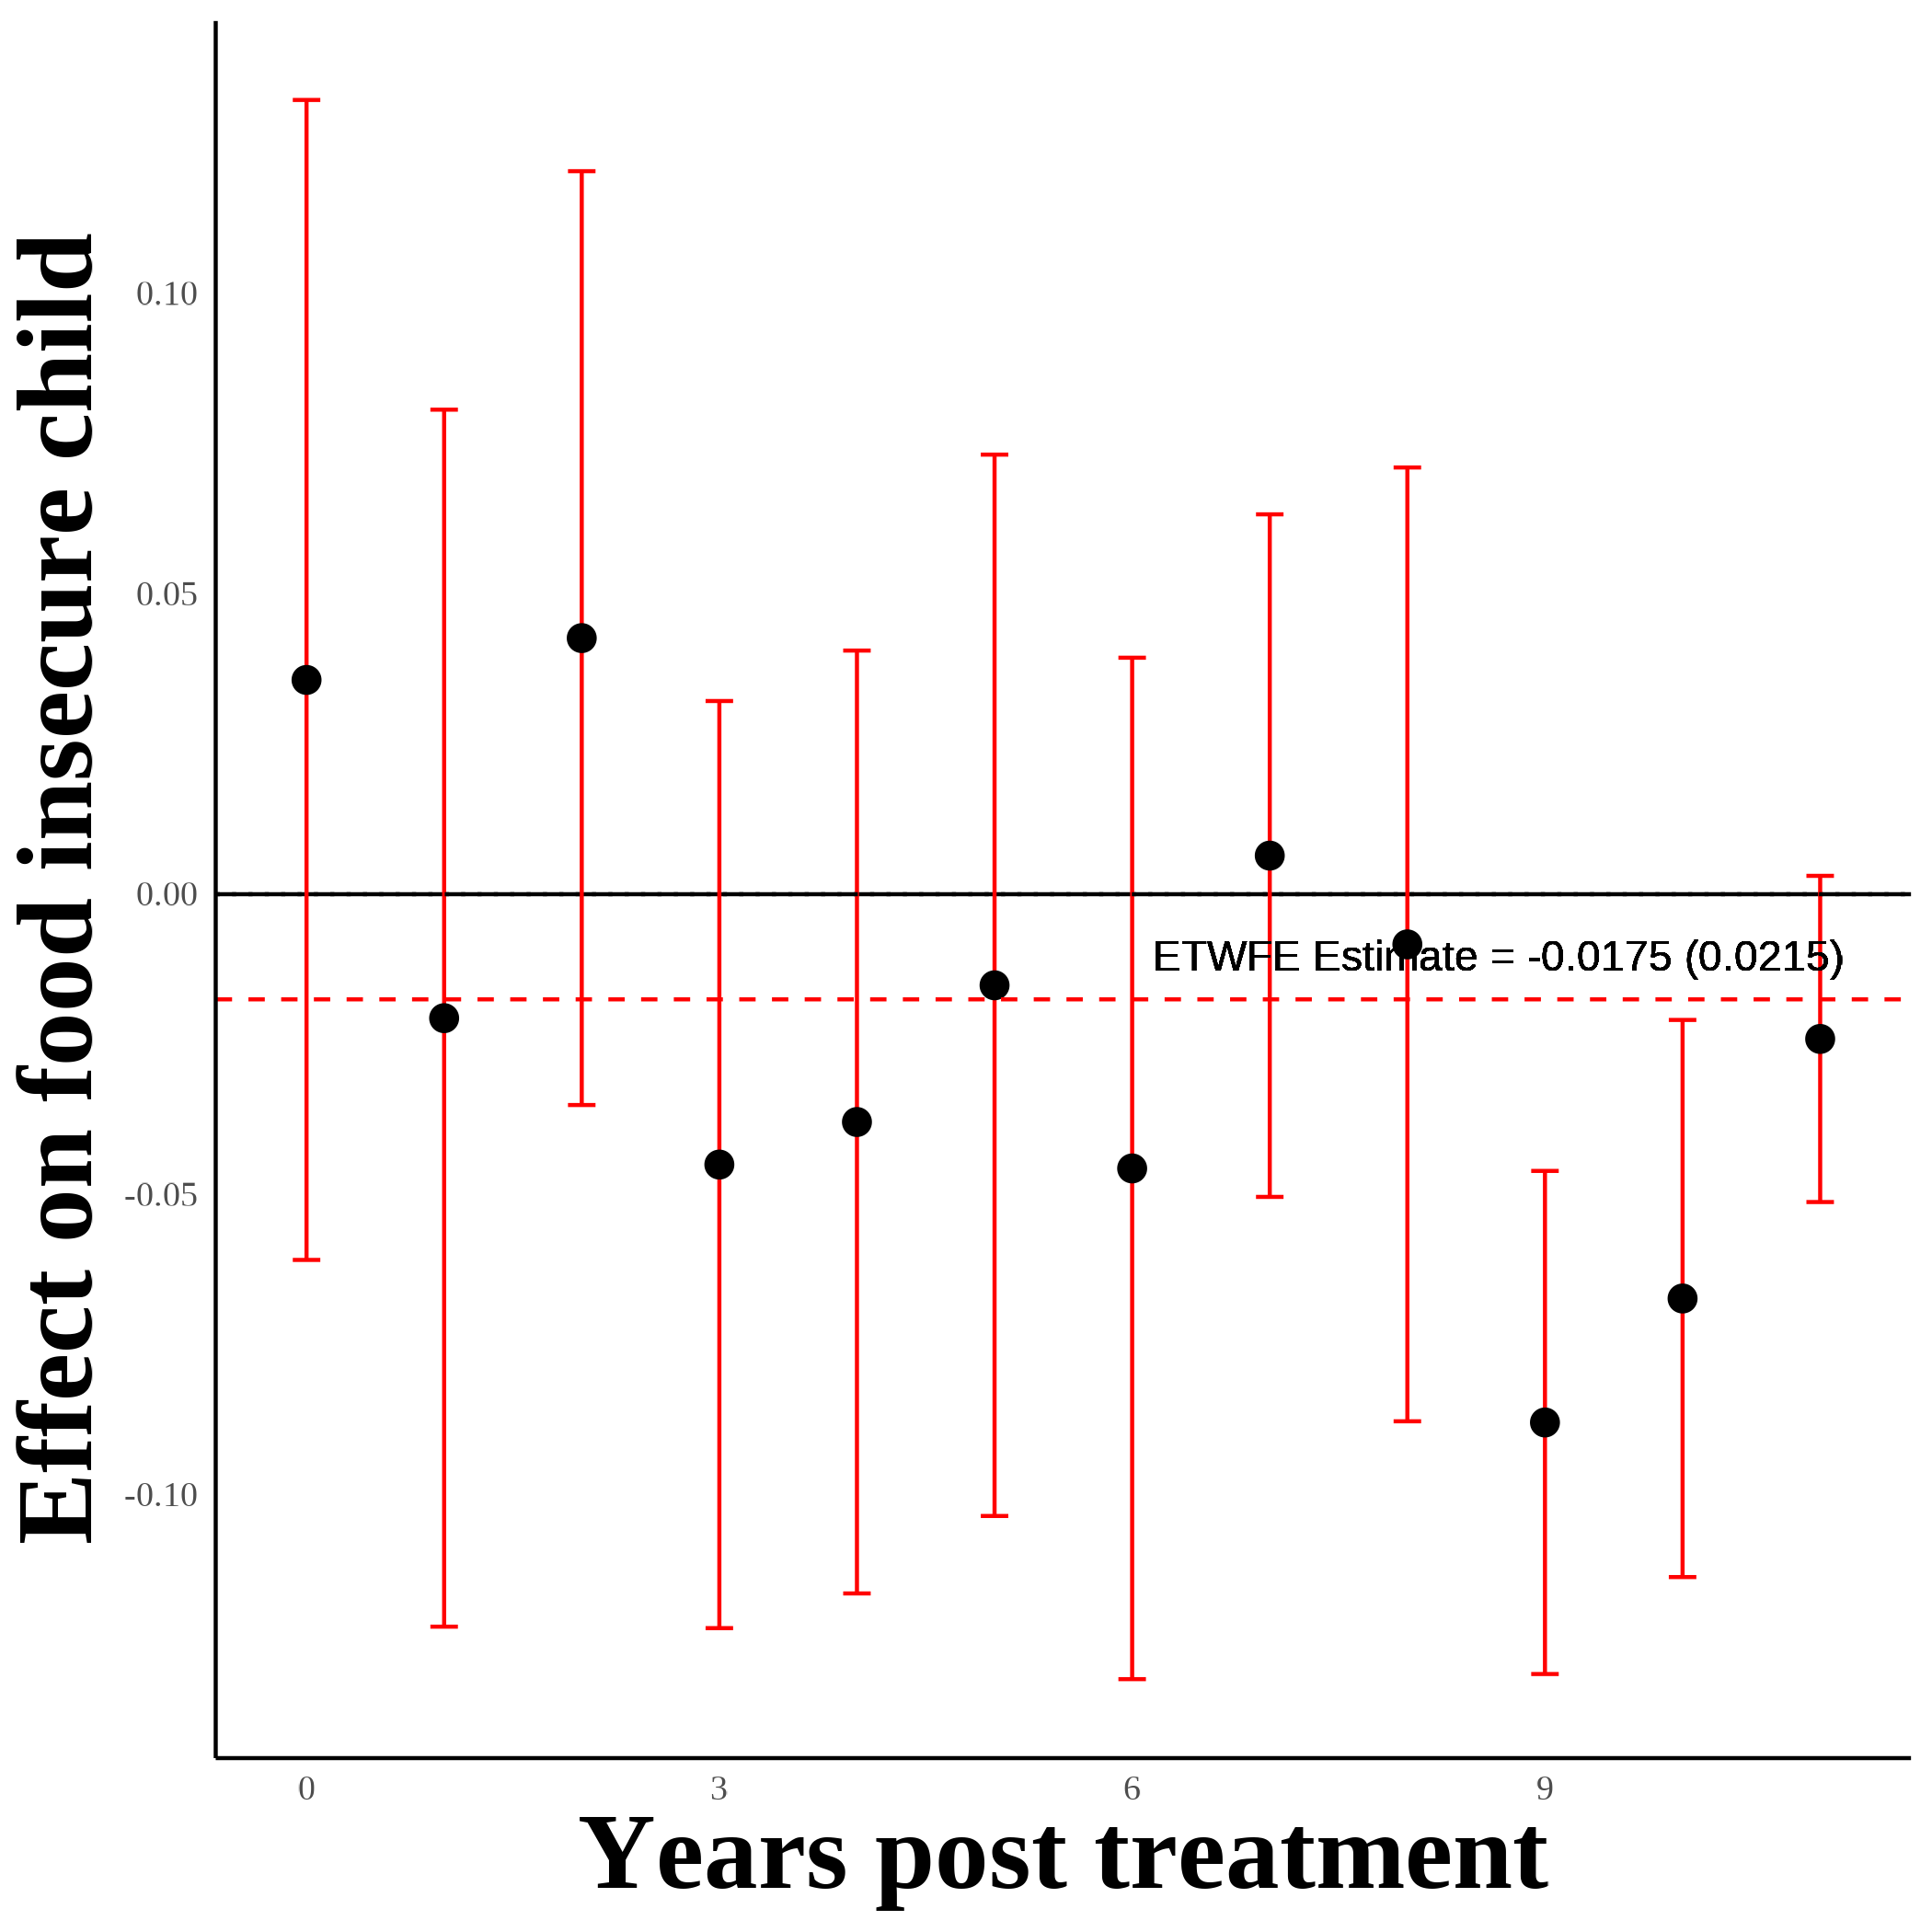 Effect on food insecure child
0.10
0.05
0.00
-0.05
-0.10
ETWFE Estimate = -0.0175 (0.0215)
0 3 6 9
Years post treatment